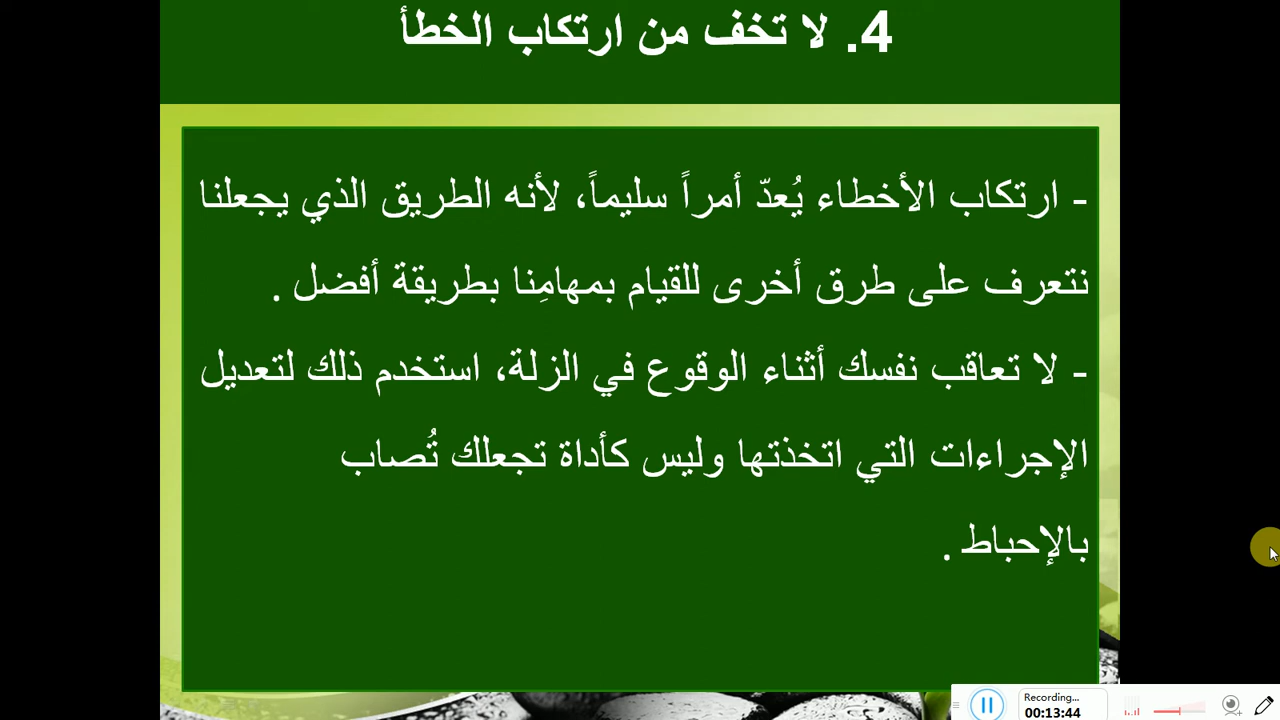 4. لا تخف من ارتكاب الخطأ
- ارتكاب الأخطاء يُعدّ أمراً سليماً، لأنه الطريق الذي يجعلنا
نتعرف على طرق أخرى للقيام بمهامِنا بطريقة أفضل .
- لا تعاقب نفسك أثناء الوقوع في الزلة، استخدم ذلك لتعديل
الإجراءات التي اتخذتها وليس كأداة تجعلك تُصاب
بالإحباط .
Recording...
00:13:44